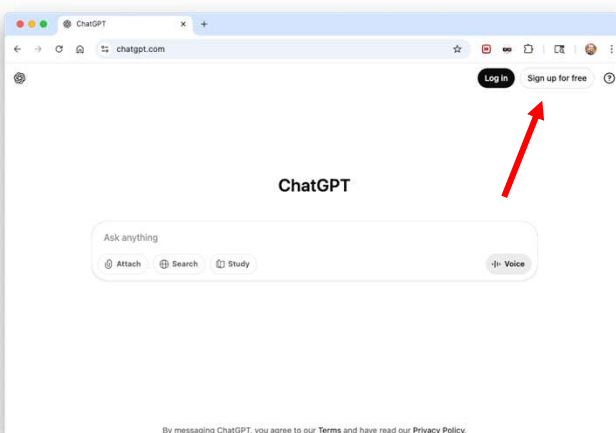 ChatGPT
chatgpt.com
Log in Sign up for free
ChatGPT
Ask anything
Attach Search Study Voice
By messaging ChatGPT, you agree to our Terms and have read our Privacy Policy.